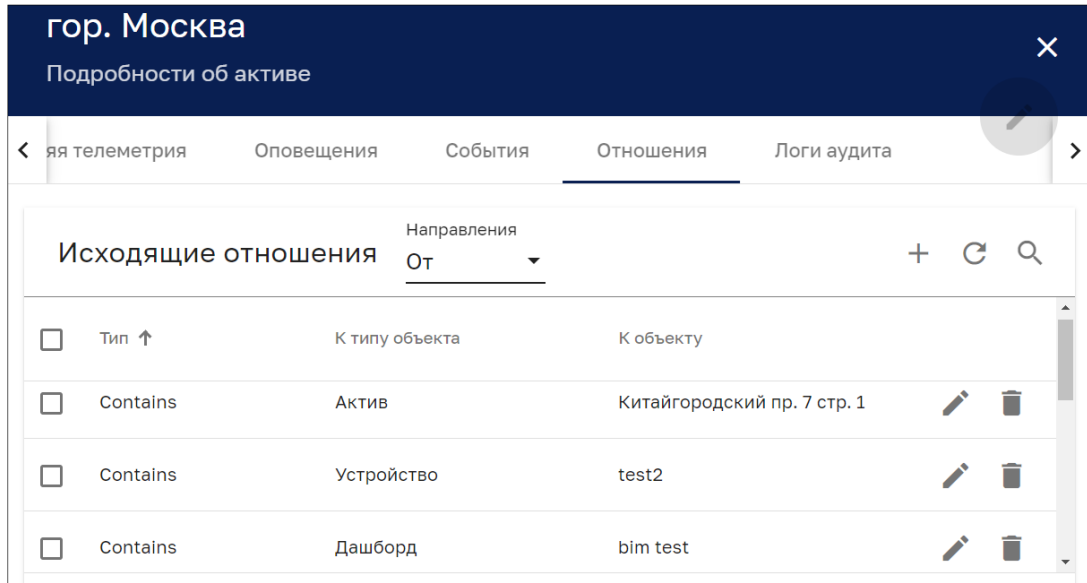 гор. Москва
Подробности об активе
яя телеметрия Оповещения События Отношения Логи аудита
Направления
Исходящие отношения От
Тип К типу объекта К объекту
Contains Актив Китайгородский пр. 7 стр. 1
Contains Устройство test2
Contains Дашборд bim test